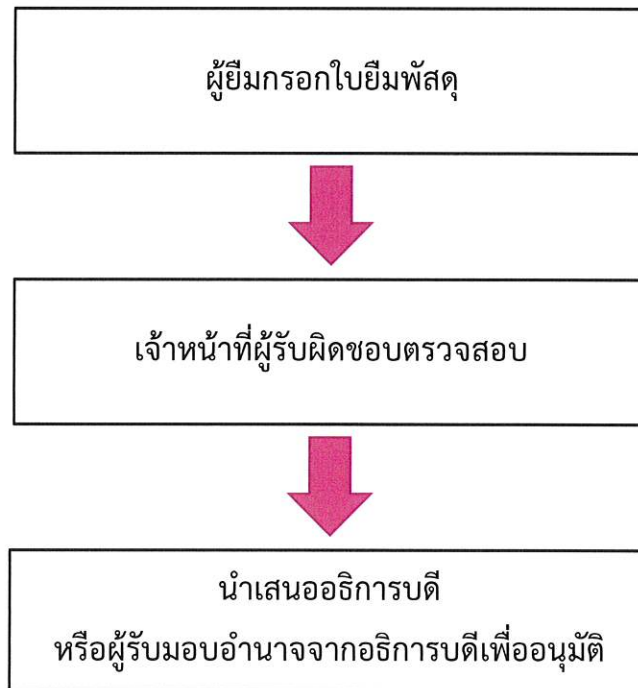 ผู้ยืมกรอกใบยืมพัสดุ
เจ้าหน้าที่ผู้รับผิดชอบตรวจสอบ
นำเสนออธิการบดี
หรือผู้รับมอบอำนาจจากอธิการบดีเพื่ออนุมัติ